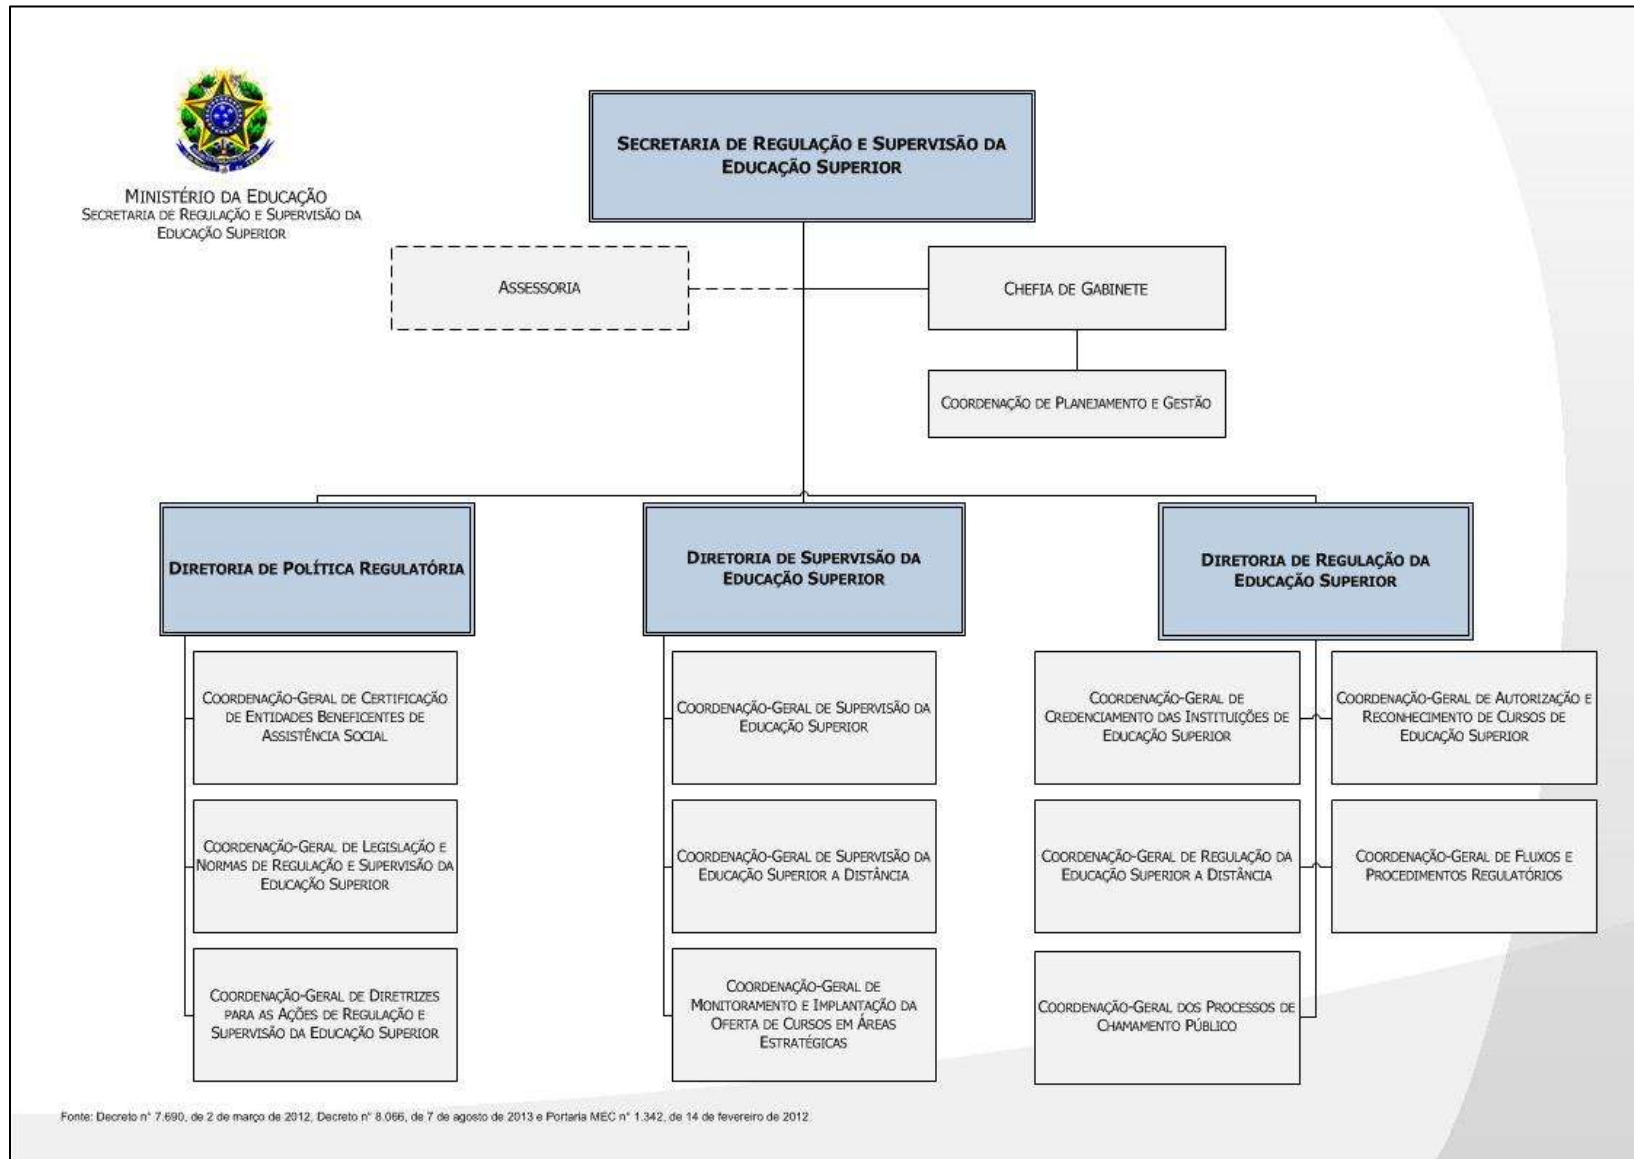 MINISTÉRIO DA EDUCAÇÃO
SECRETARIA DE REGULAÇÃO E SUPERVISÃO DA
EDUCAÇÃO SUPERIOR
SECRETARIA DE REGULAÇÃO E SUPERVISÃO DA
EDUCAÇÃO SUPERIOR
ASSESSORIA
CHEFIA DE GABINETE
COORDENAÇÃO DE PLANEJAMENTO E GESTÃO
DIRETORIA DE POLÍTICA REGULATÓRIA
COORDENAÇÃO-GERAL DE CERTIFICAÇÃO
DE ENTIDADES BENEFICENTES DE
ASSISTÊNCIA SOCIAL
COORDENAÇÃO-GERAL DE LEGISLAÇÃO E
NORMAS DE REGULAÇÃO E SUPERVISÃO DA
EDUCAÇÃO SUPERIOR
COORDENAÇÃO-GERAL DE DIRETRIZES
PARA AS AÇÕES DE REGULAÇÃO E
SUPERVISÃO DA EDUCAÇÃO SUPERIOR
DIRETORIA DE SUPERVISÃO DA
EDUCAÇÃO SUPERIOR
COORDENAÇÃO-GERAL DE SUPERVISÃO DA
EDUCAÇÃO SUPERIOR
COORDENAÇÃO-GERAL DE SUPERVISÃO DA
EDUCAÇÃO SUPERIOR A DISTÂNCIA
COORDENAÇÃO-GERAL DE
MONITORAMENTO E IMPLANTAÇÃO DA
OFERTA DE CURSOS EM ÁREAS
ESTRATÉGICAS
DIRETORIA DE REGULAÇÃO DA
EDUCAÇÃO SUPERIOR
COORDENAÇÃO-GERAL DE
CREDENCIAMENTO DAS INSTITUIÇÕES DE
EDUCAÇÃO SUPERIOR
COORDENAÇÃO-GERAL DE AUTORIZAÇÃO E
RECONHECIMENTO DE CURSOS DE
EDUCAÇÃO SUPERIOR
COORDENAÇÃO-GERAL DE REGULAÇÃO DA
EDUCAÇÃO SUPERIOR A DISTÂNCIA
COORDENAÇÃO-GERAL DE FLUXOS E
PROCEDIMENTOS REGULATÓRIOS
COORDENAÇÃO-GERAL DOS PROCESSOS DE
CHAMAMENTO PÚBLICO
Fonte: Decreto n° 7.690, de 2 de março de 2012, Decreto n° 8.066, de 7 de agosto de 2013 e Portaria MEC n° 1.342, de 14 de fevereiro de 2012.